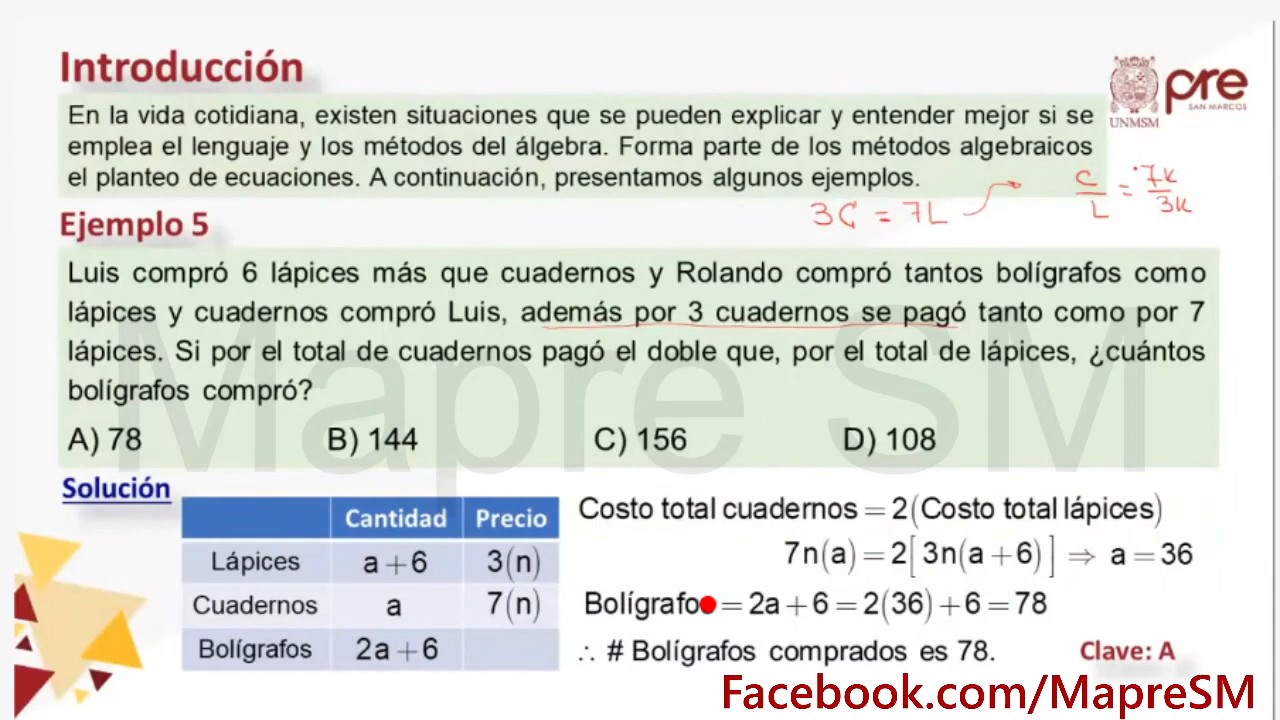 Introducción
pre
SAN MARCOS
UNMSM
En la vida cotidiana, existen situaciones que se pueden explicar y entender mejor si se
emplea el lenguaje y los métodos del álgebra. Forma parte de los métodos algebraicos
el planteo de ecuaciones. A continuación, presentamos algunos ejemplos.
3C = 7L
C/L = 7K/3K
Ejemplo 5
Luis compró 6 lápices más que cuadernos y Rolando compró tantos bolígrafos como
lápices y cuadernos compró Luis, además por 3 cuadernos se pagó tanto como por 7
lápices. Si por el total de cuadernos pagó el doble que, por el total de lápices, ¿cuántos
bolígrafos compró?
A) 78 B) 144 C) 156 D) 108
Mapre SM
Solución
Cantidad Precio
Lápices a+6 3(n)
Cuadernos a 7(n)
Bolígrafos 2a+6
Costo total cuadernos = 2(Costo total lápices)
7n(a) = 2[3n(a+6)] ⇒ a = 36
Bolígrafo = 2a+6 = 2(36)+6 = 78
∴ # Bolígrafos comprados es 78. Clave: A
Facebook.com/MapreSM